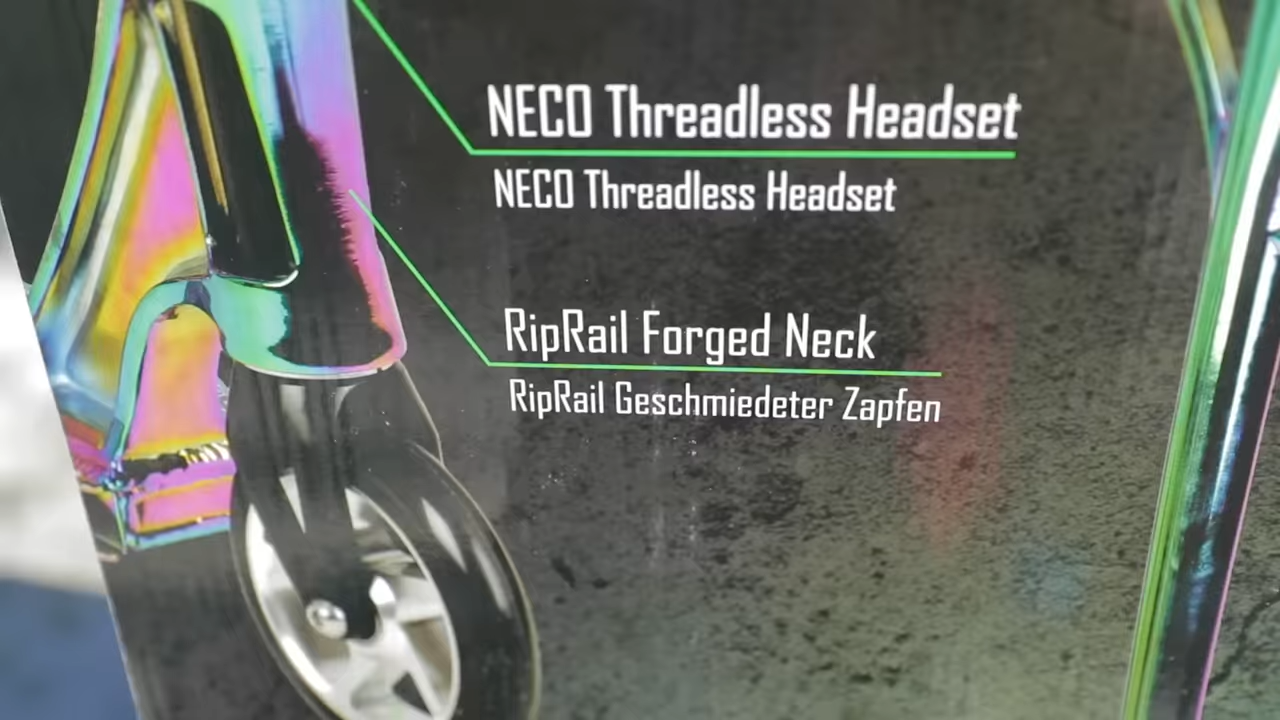 NECO Threadless Headset
NECO Threadless Headset
RipRail Forged Neck
RipRail Geschmiedeter Zapfen